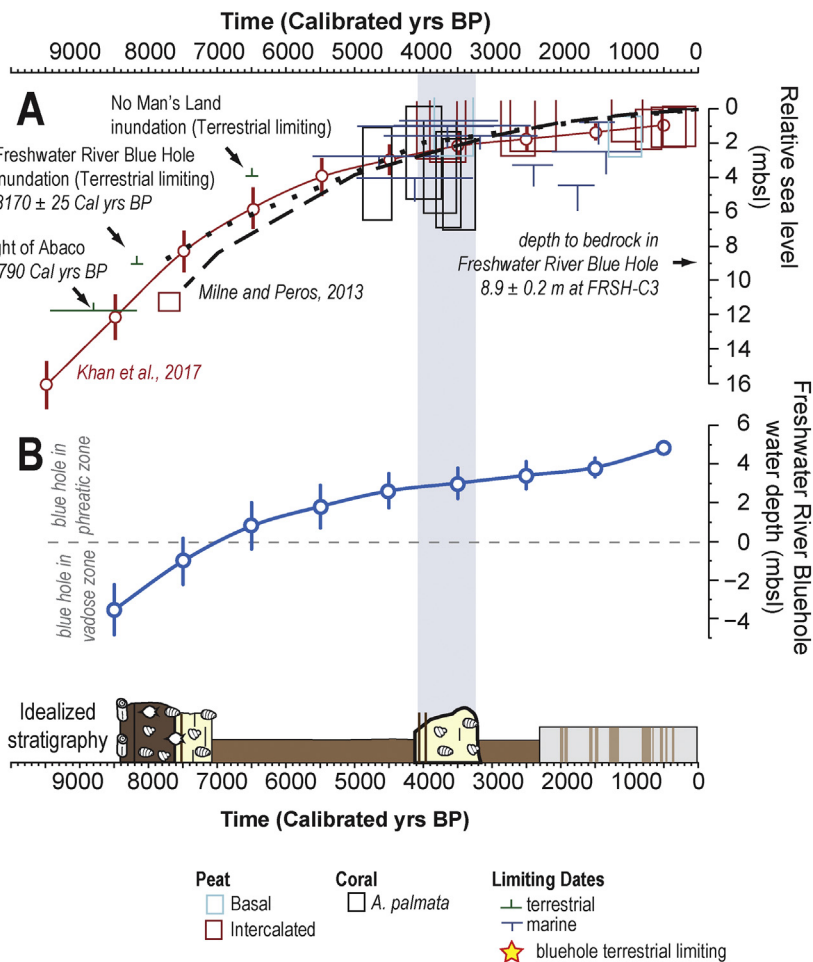 Time (Calibrated yrs BP)
9000 8000 7000 6000 5000 4000 3000 2000 1000 0
A
No Man's Land
inundation (Terrestrial limiting)
Freshwater River Blue Hole
nundation (Terrestrial limiting)
8170 ± 25 Cal yrs BP
ght of Abaco
790 Cal yrs BP
Milne and Peros, 2013
Khan et al., 2017
depth to bedrock in
Freshwater River Blue Hole
8.9 ± 0.2 m at FRSH-C3
0
2
4
6
8
10
12
14
16
Relative sea level
(mbsl)
B
blue hole in
phreatic zone
blue hole in
vadose zone
6
4
2
0
−2
−4
Freshwater River Bluehole
water depth (mbsl)
Idealized
stratigraphy
9000 8000 7000 6000 5000 4000 3000 2000 1000 0
Time (Calibrated yrs BP)
Peat
Basal
Intercalated
Coral
A. palmata
Limiting Dates
terrestrial
marine
bluehole terrestrial limiting